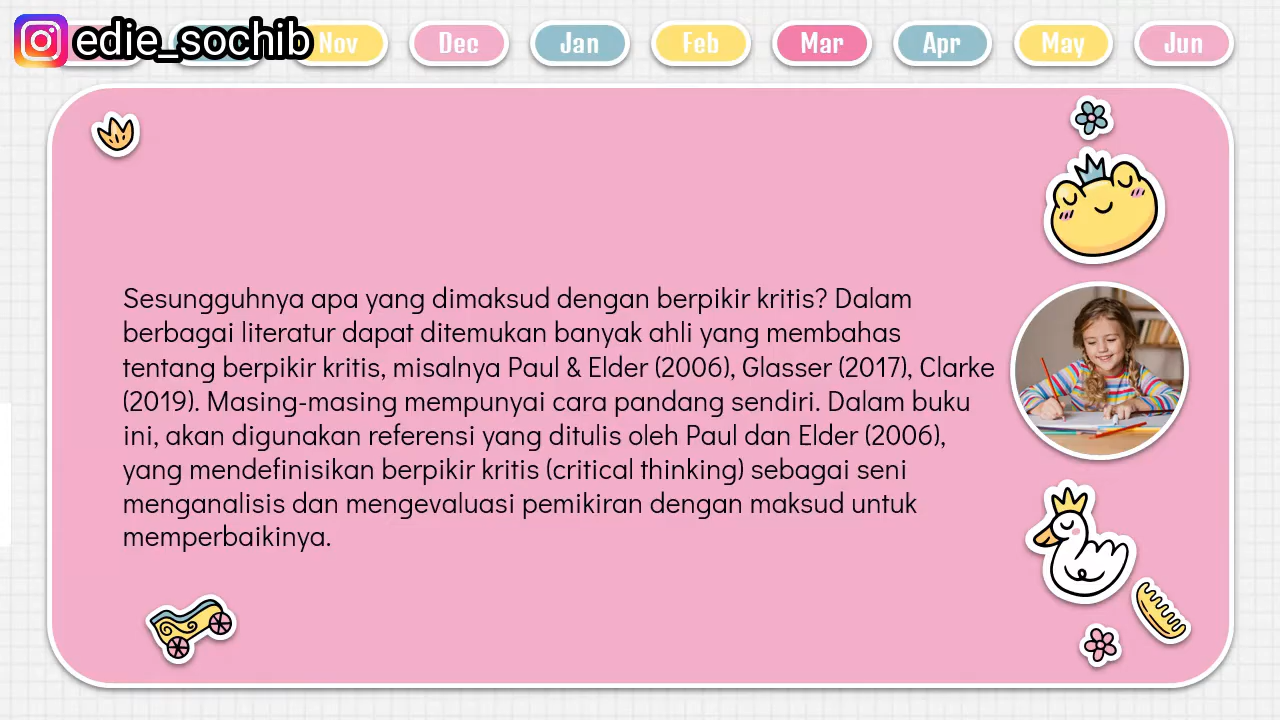 edie_sochib
Nov Dec Jan Feb Mar Apr May Jun
Sesungguhnya apa yang dimaksud dengan berpikir kritis? Dalam
berbagai literatur dapat ditemukan banyak ahli yang membahas
tentang berpikir kritis, misalnya Paul & Elder (2006), Glasser (2017), Clarke
(2019). Masing-masing mempunyai cara pandang sendiri. Dalam buku
ini, akan digunakan referensi yang ditulis oleh Paul dan Elder (2006),
yang mendefinisikan berpikir kritis (critical thinking) sebagai seni
menganalisis dan mengevaluasi pemikiran dengan maksud untuk
memperbaikinya.